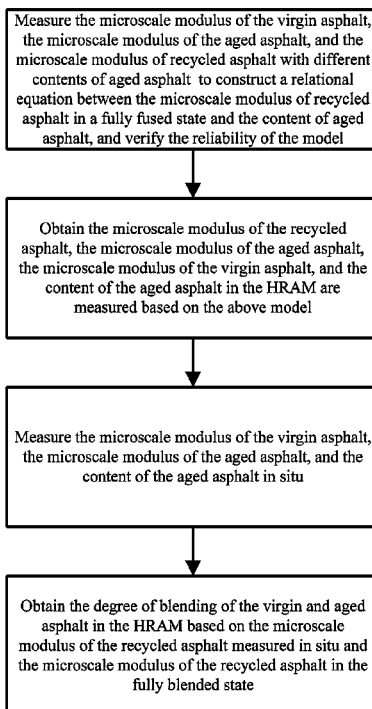 Measure the microscale modulus of the virgin asphalt,
the microscale modulus of the aged asphalt, and the
microscale modulus of recycled asphalt with different
contents of aged asphalt to construct a relational
equation between the microscale modulus of recycled
asphalt in a fully fused state and the content of aged
asphalt, and verify the reliability of the model
Obtain the microscale modulus of the recycled
asphalt, the microscale modulus of the aged asphalt,
the microscale modulus of the virgin asphalt, and the
content of the aged asphalt in the HRAM are
measured based on the above model
Measure the microscale modulus of the virgin asphalt,
the microscale modulus of the aged asphalt, and the
content of the aged asphalt in situ
Obtain the degree of blending of the virgin and aged
asphalt in the HRAM based on the microscale
modulus of the recycled asphalt measured in situ and
the microscale modulus of the recycled asphalt in the
fully blended state